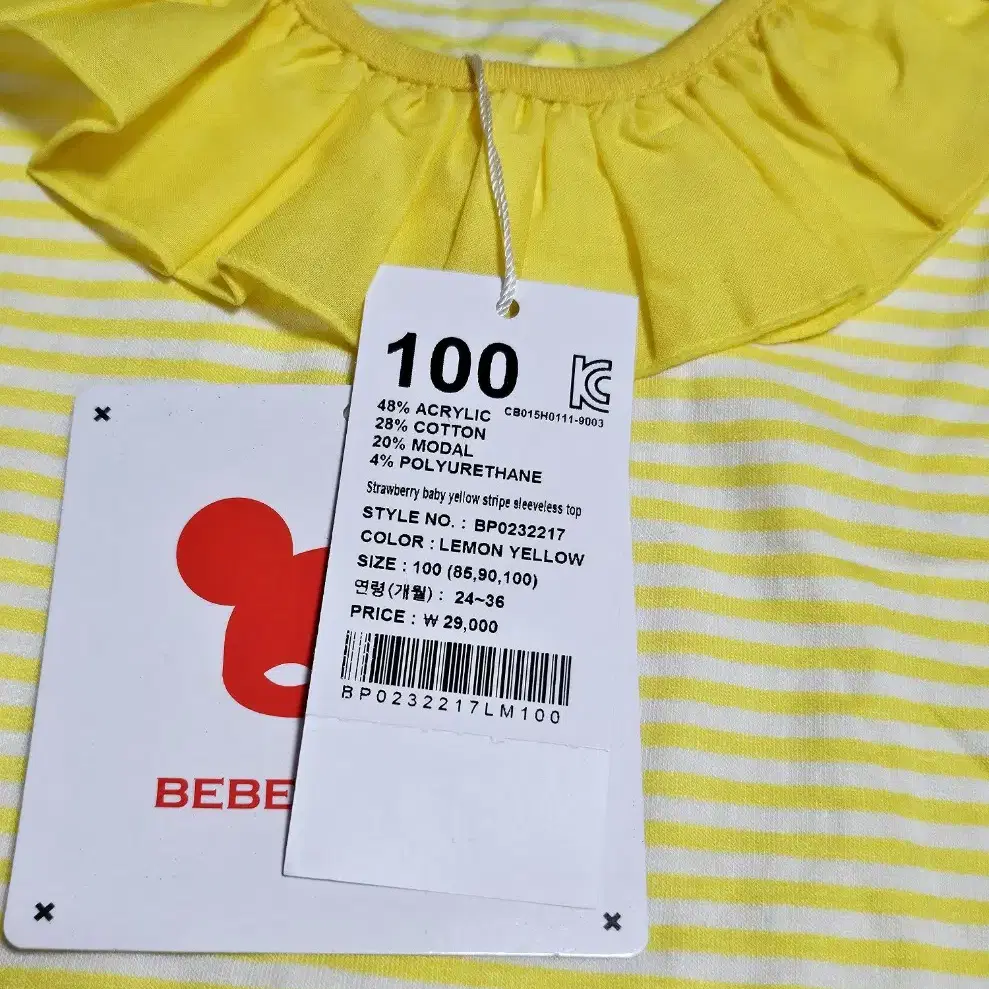 100
48% ACRYLIC
28% COTTON
20% MODAL
4% POLYURETHANE
CB015H0111-9003
Strawberry baby yellow stripe sleeveless top
STYLE NO. : BP0232217
COLOR : LEMON YELLOW
SIZE : 100 (85,90,100)
연령(개월) : 24~36
PRICE : ₩ 29,000
BP0232217LM100
BEBE